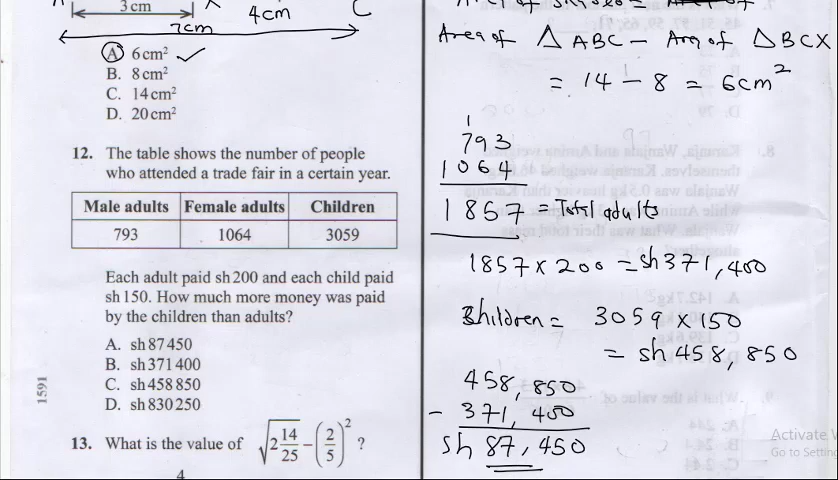 3 cm
4cm
C
7cm
A. 6 cm²
B. 8 cm²
C. 14 cm²
D. 20 cm²
12. The table shows the number of people
who attended a trade fair in a certain year.
Male adults Female adults Children
793 1064 3059
Each adult paid sh 200 and each child paid
sh 150. How much more money was paid
by the children than adults?
A. sh 87 450
B. sh 371 400
C. sh 458 850
D. sh 830 250
13. What is the value of √(2 14/25) − (2/5)² ?
4
1591
Area of △ ABC − Area of △ BCX
= 14 − 8 = 6cm²
1
793
1064
1857 = Total adults
1857 × 200 = sh 371,400
Children = 3059 × 150
= sh 458,850
458,850
− 371,400
sh 87,450
Activate
Go to Setting